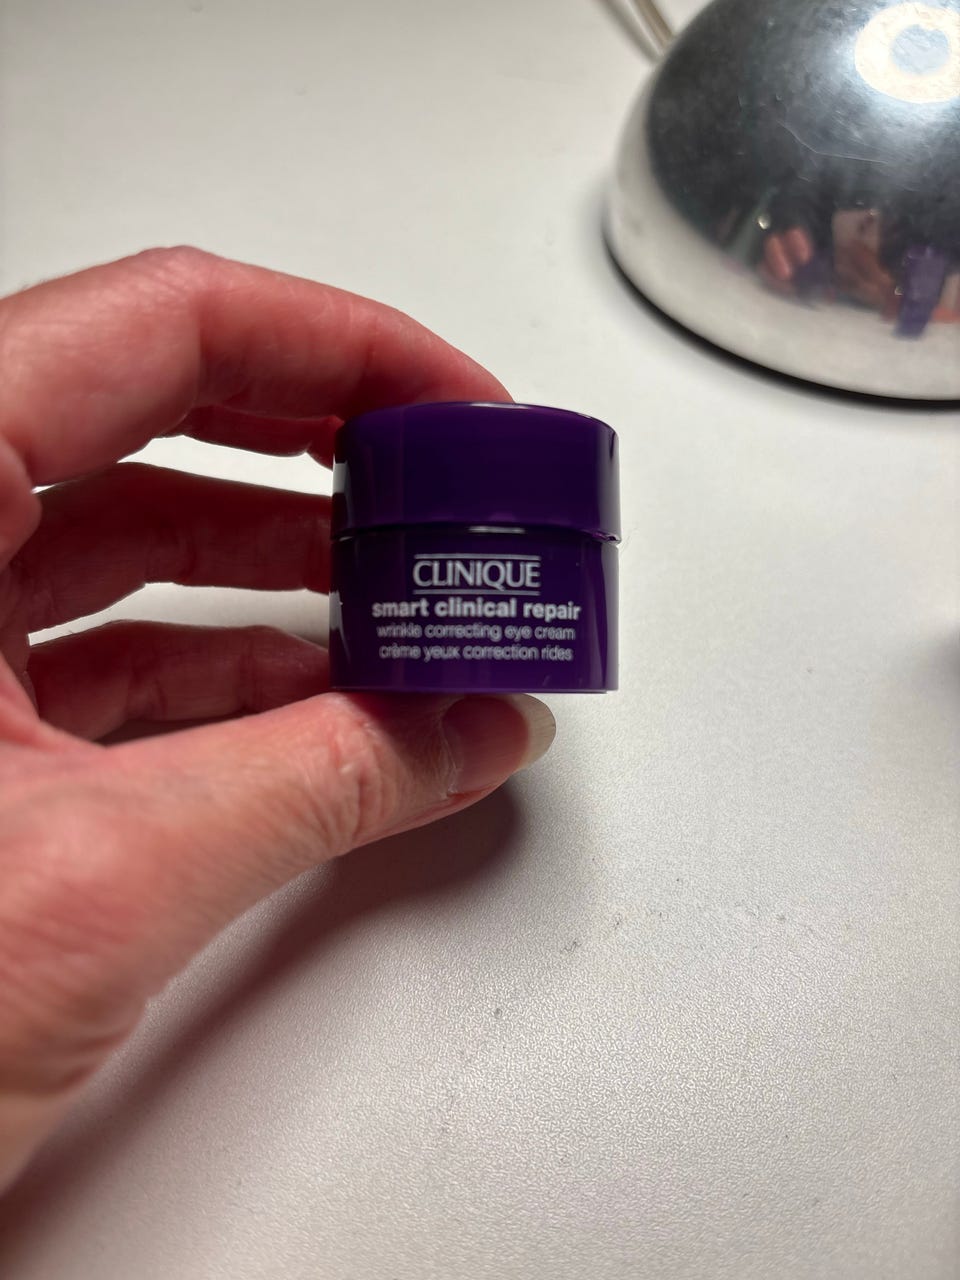 CLINIQUE
smart clinical repair
wrinkle correcting eye cream
crème yeux correction rides